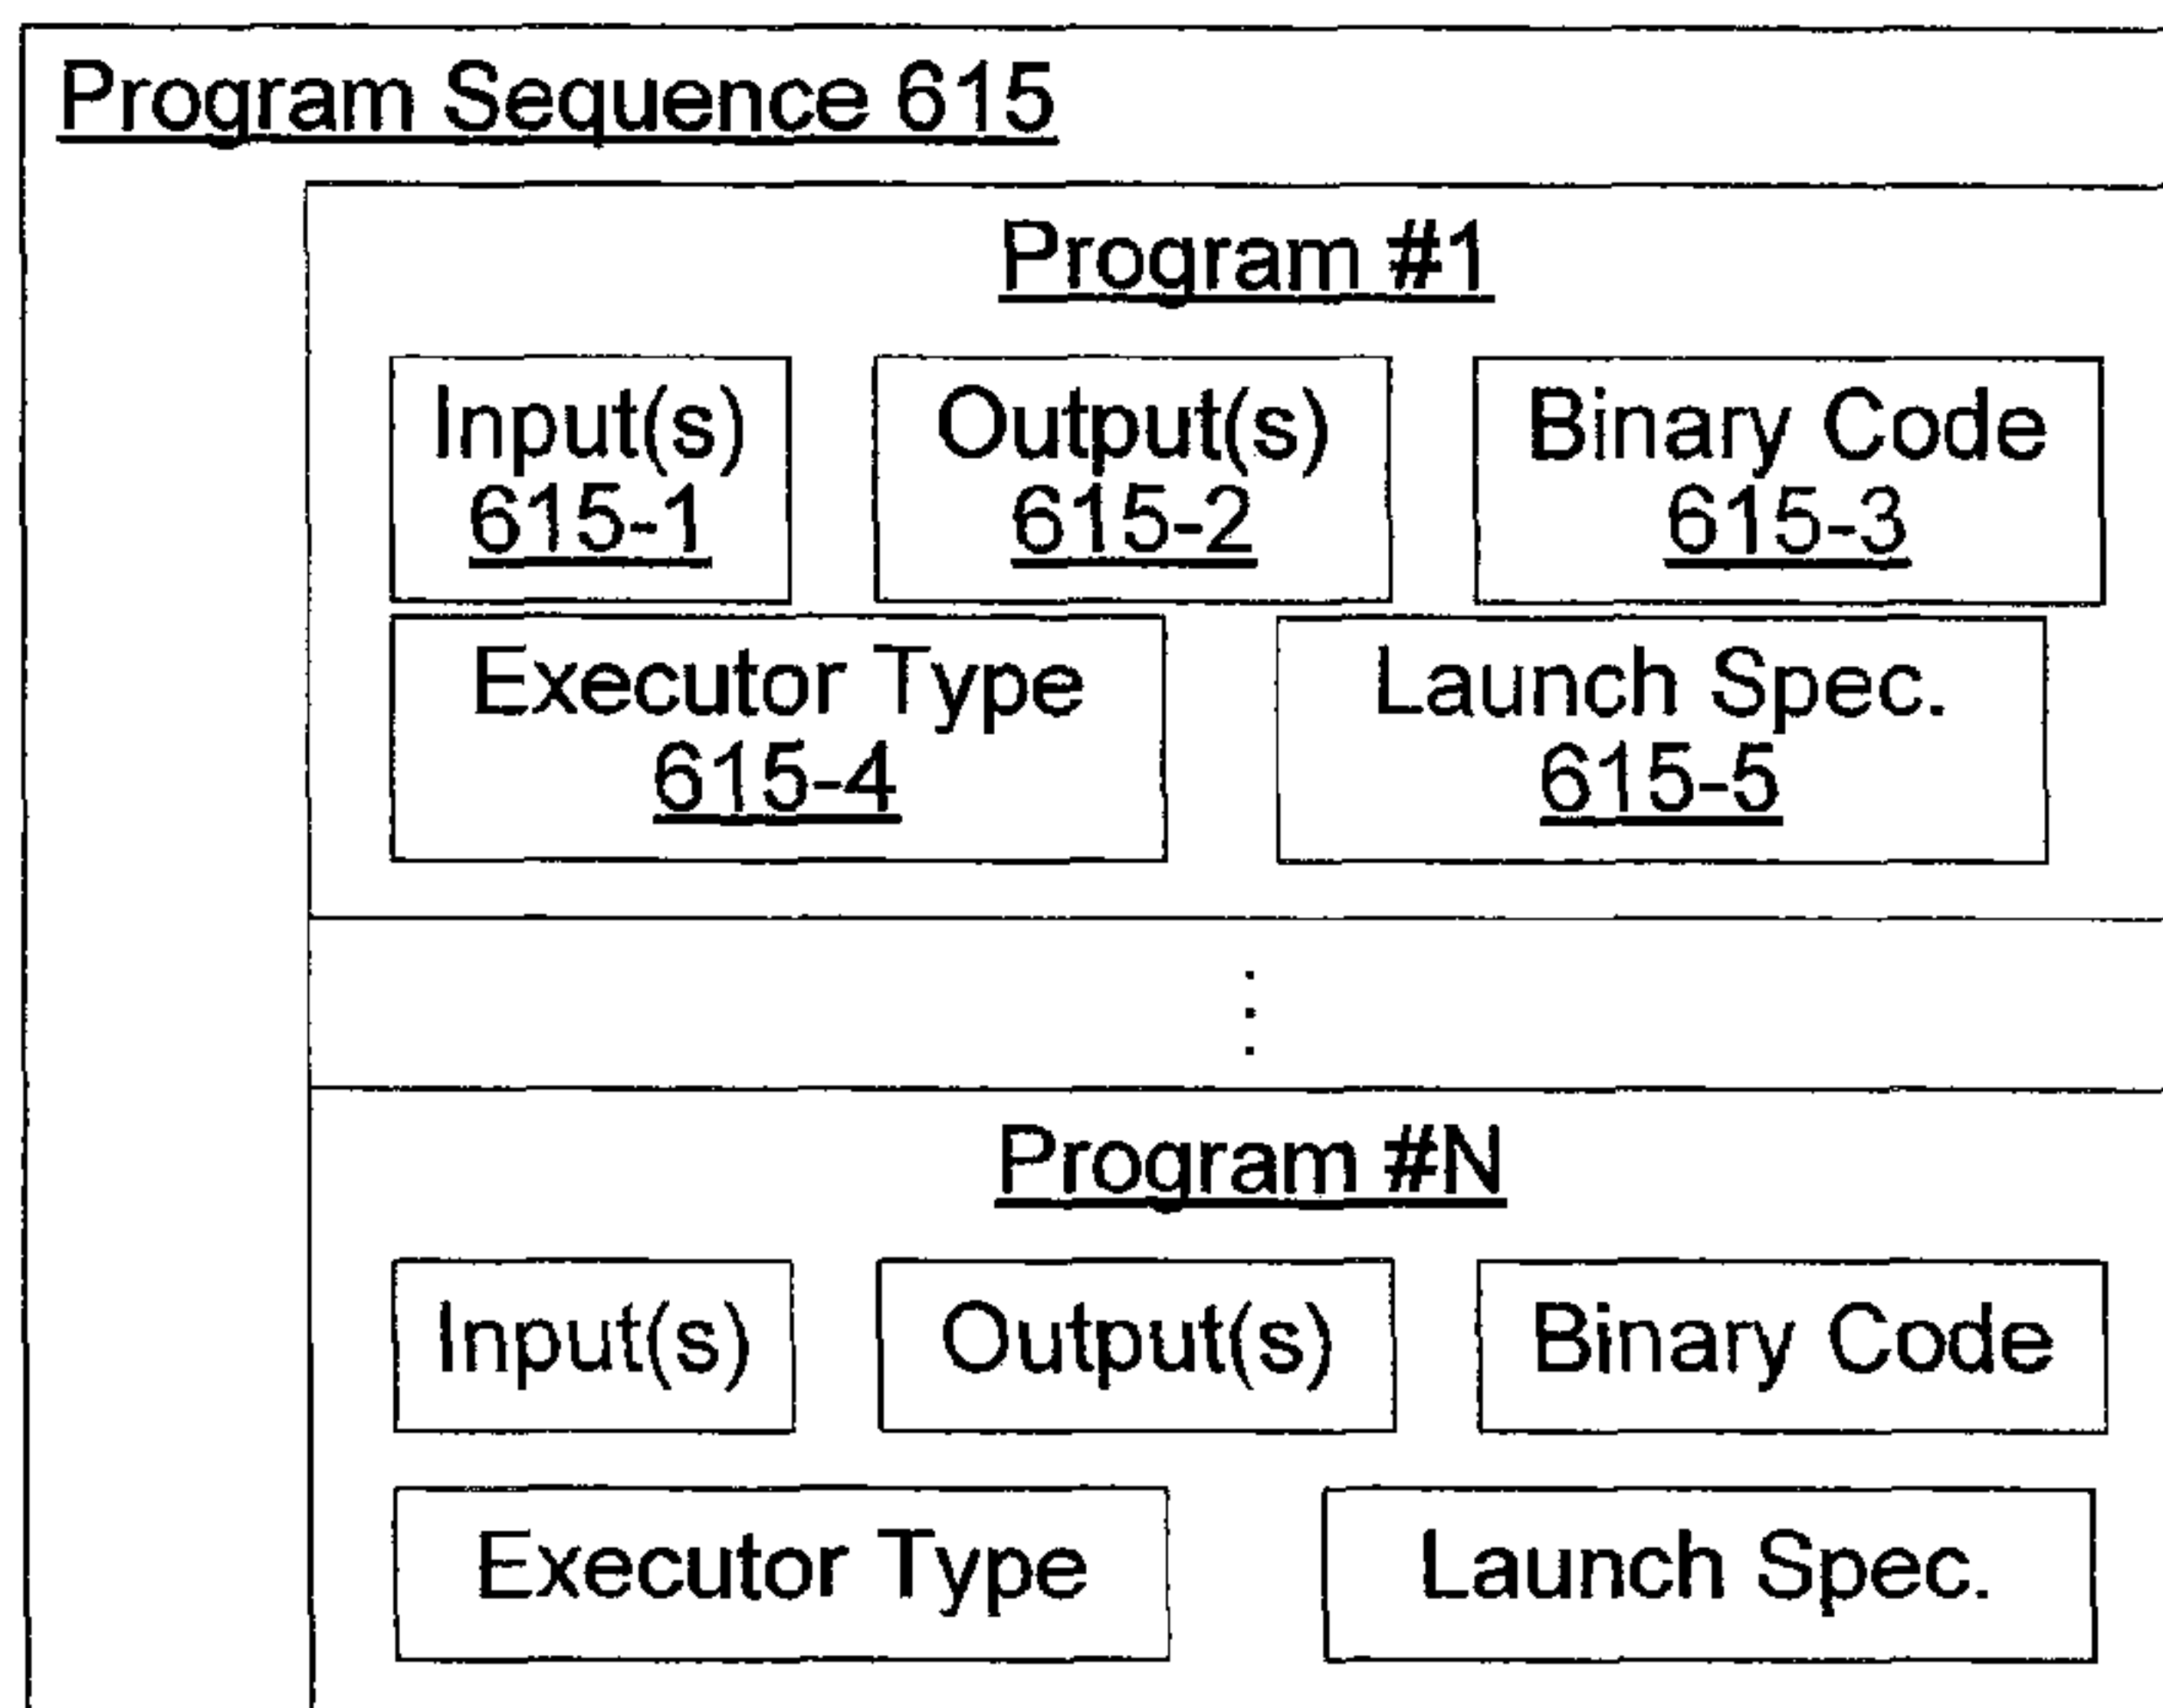 Program Sequence 615
Program #1
Input(s) Output(s) Binary Code
615-1 615-2 615-3
Executor Type Launch Spec.
615-4 615-5
Program #N
Input(s) Output(s) Binary Code
Executor Type Launch Spec.